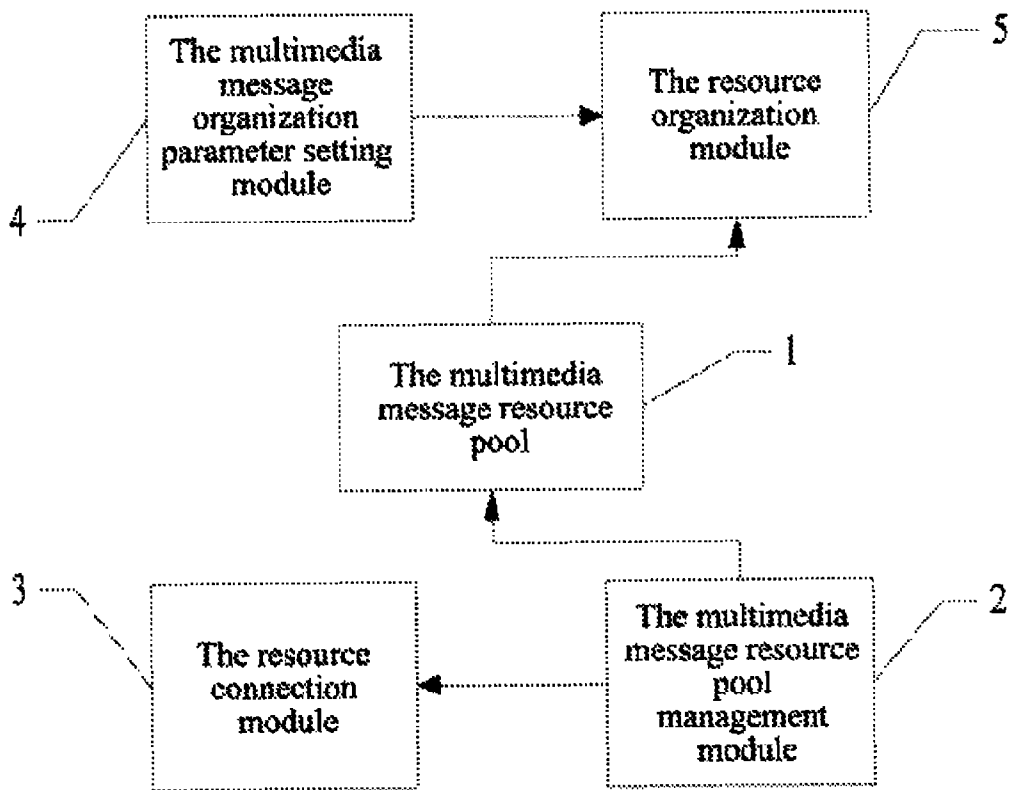 The multimedia
message
organization
parameter setting
module
4
The resource
organization
module
5
The multimedia
message resource
pool
1
The resource
connection
module
3
The multimedia
message resource
pool
management
module
2